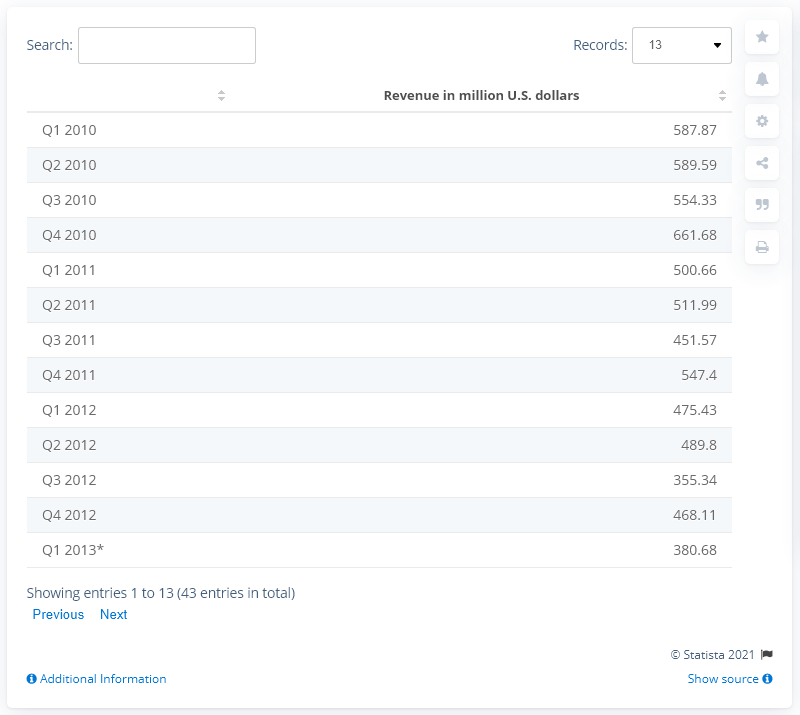 Search:
Records: 13
Revenue in million U.S. dollars
Q1 2010 587.87
Q2 2010 589.59
Q3 2010 554.33
Q4 2010 661.68
Q1 2011 500.66
Q2 2011 511.99
Q3 2011 451.57
Q4 2011 547.4
Q1 2012 475.43
Q2 2012 489.8
Q3 2012 355.34
Q4 2012 468.11
Q1 2013* 380.68
Showing entries 1 to 13 (43 entries in total)
Previous Next
© Statista 2021
Additional Information
Show source